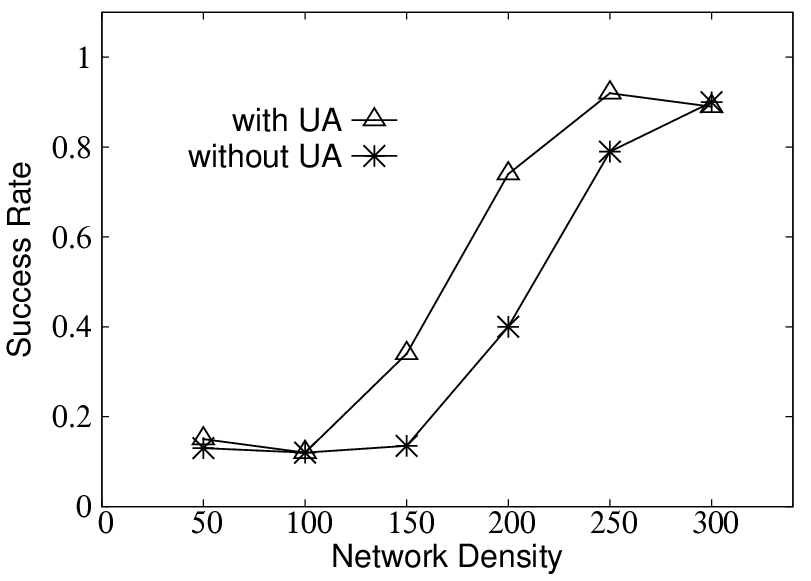 1
0.8
0.6
0.4
0.2
0
Success Rate
with UA
without UA
0 50 100 150 200 250 300
Network Density